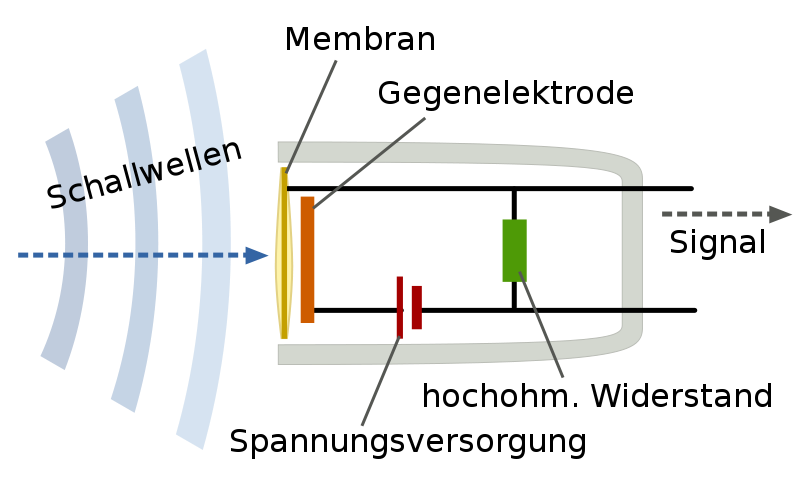 Membran
Gegenelektrode
Schallwellen
Signal
hochohm. Widerstand
Spannungsversorgung